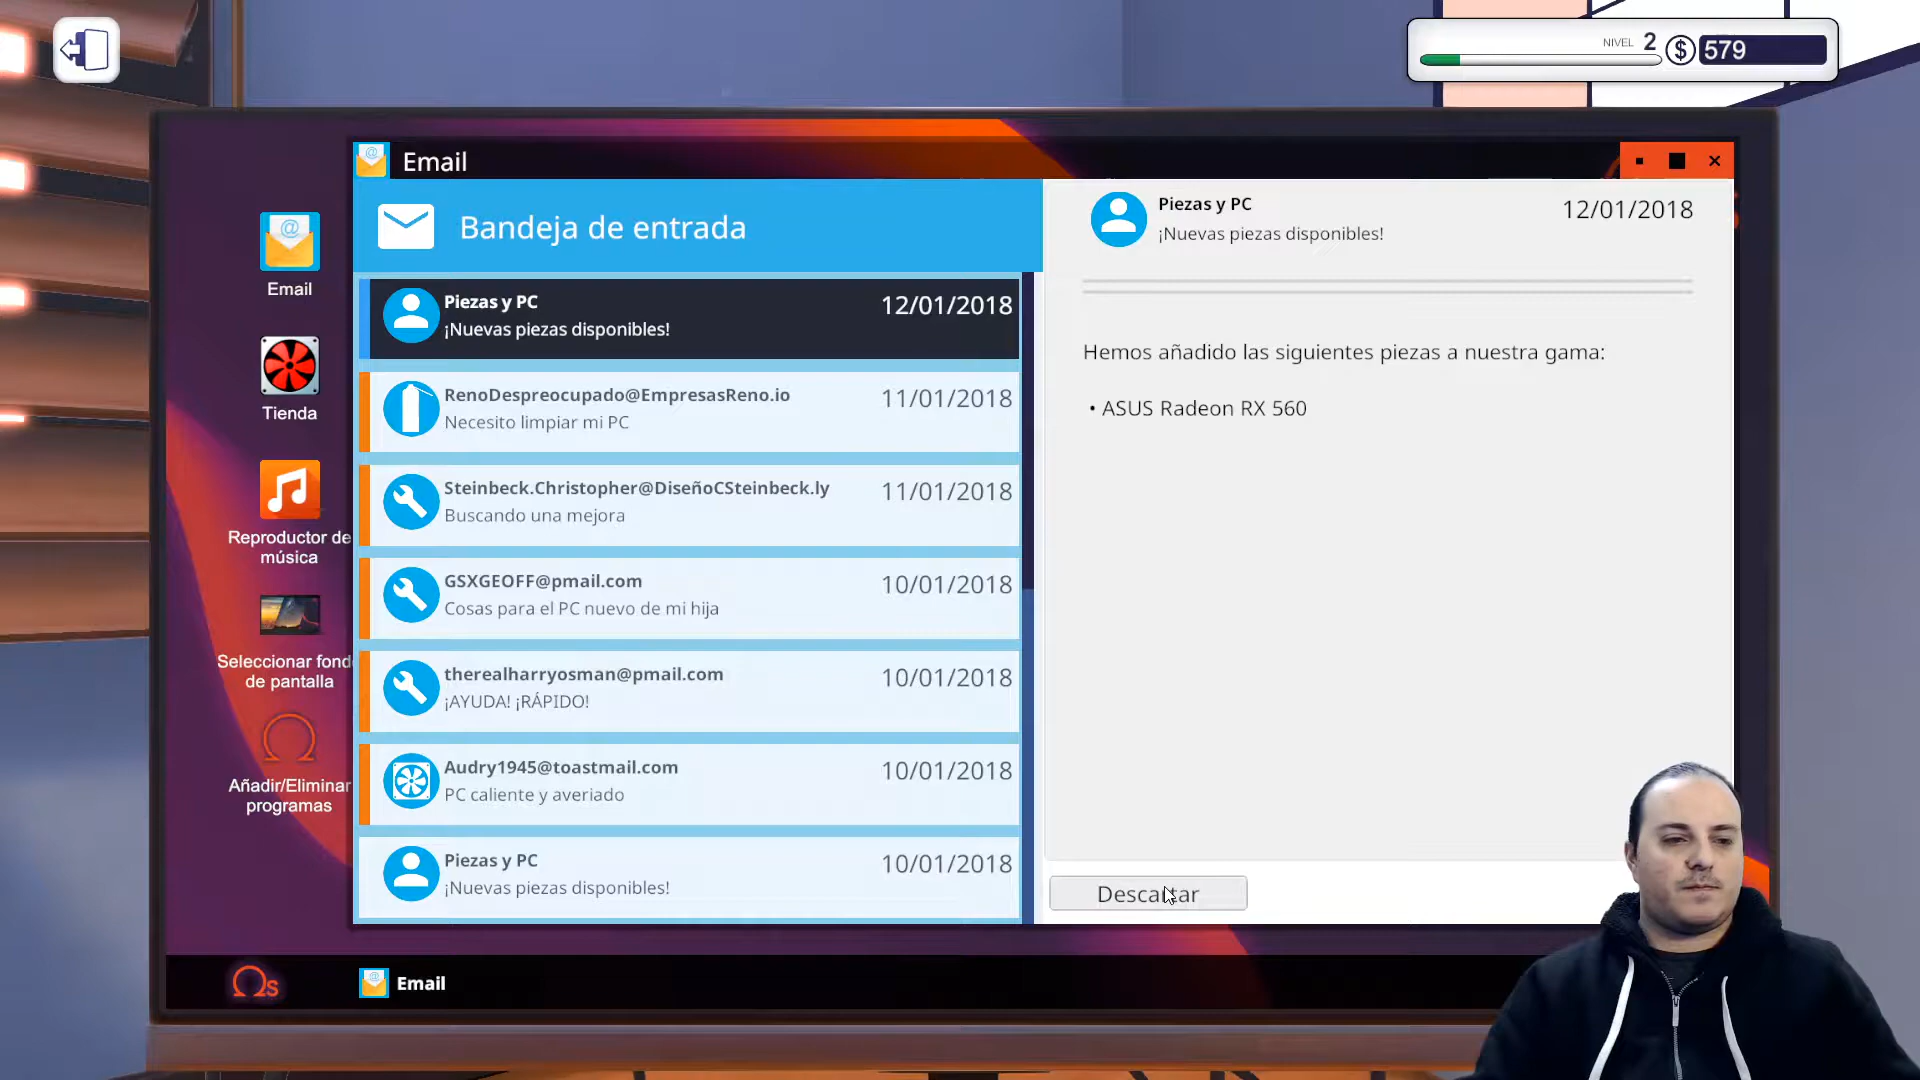 NIVEL 2 $ 579
Email
Bandeja de entrada
Piezas y PC 12/01/2018
¡Nuevas piezas disponibles!
RenoDespreocupado@EmpresasReno.io 11/01/2018
Necesito limpiar mi PC
Steinbeck.Christopher@DiseñoCSteinbeck.ly 11/01/2018
Buscando una mejora
GSXGEOFF@pmail.com 10/01/2018
Cosas para el PC nuevo de mi hija
therealharryosman@pmail.com 10/01/2018
¡AYUDA! ¡RÁPIDO!
Audry1945@toastmail.com 10/01/2018
PC caliente y averiado
Piezas y PC 10/01/2018
¡Nuevas piezas disponibles!
Piezas y PC 12/01/2018
¡Nuevas piezas disponibles!
Hemos añadido las siguientes piezas a nuestra gama:
• ASUS Radeon RX 560
Descartar
Email
Tienda
Reproductor de
música
Seleccionar fond
de pantalla
Añadir/Eliminar
programas
Ωs
Email